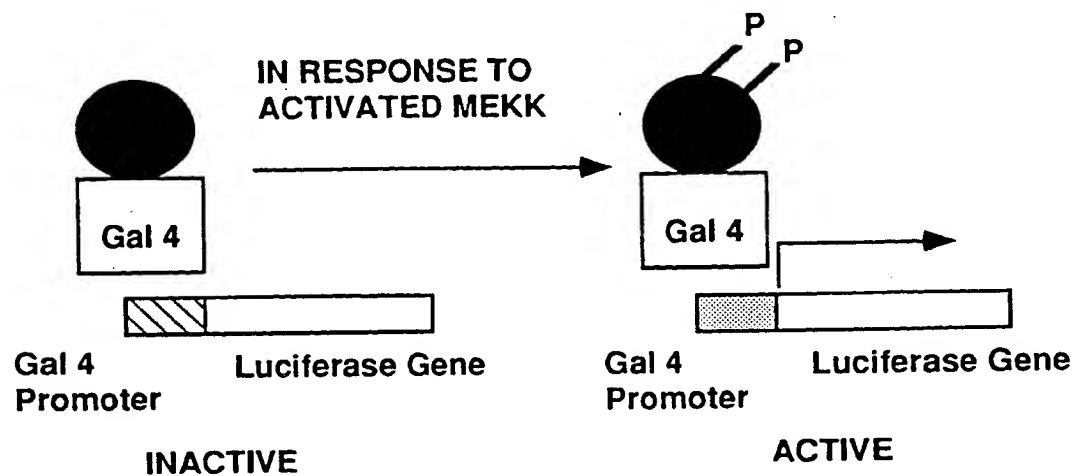 P
P
IN RESPONSE TO
ACTIVATED MEKK
Gal 4
Gal 4
Gal 4
Promoter
Luciferase Gene
Gal 4
Promoter
Luciferase Gene
INACTIVE
ACTIVE